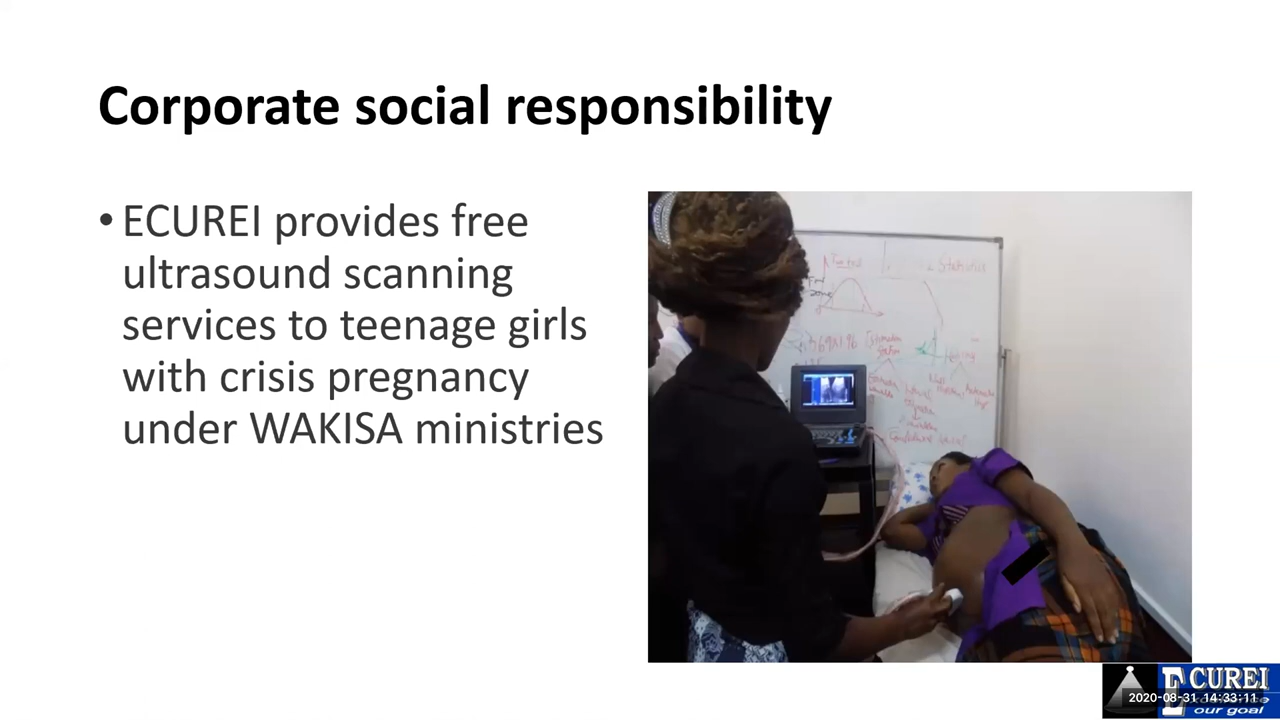 Corporate social responsibility
• ECUREI provides free
ultrasound scanning
services to teenage girls
with crisis pregnancy
under WAKISA ministries
Statistics
ECUREI
2020-08-31 14:33:11
our goal